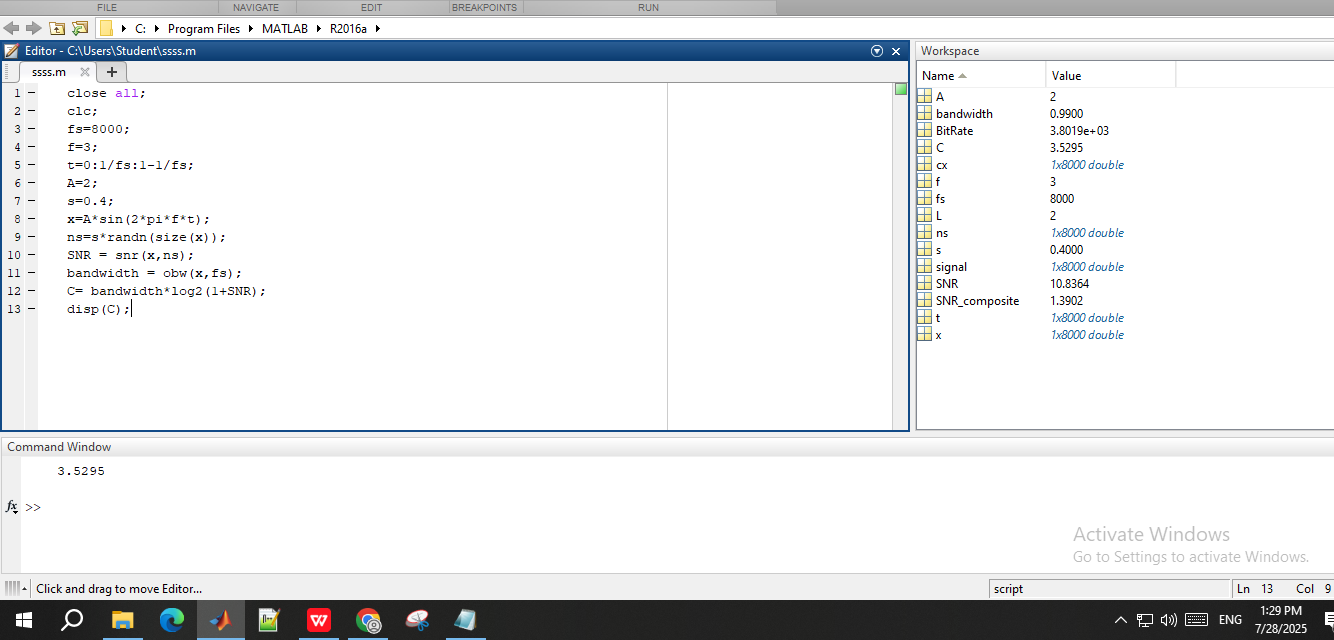 FILE NAVIGATE EDIT BREAKPOINTS RUN
C: Program Files MATLAB R2016a
Editor - C:\Users\Student\ssss.m
ssss.m
1 close all;
2 clc;
3 fs=8000;
4 f=3;
5 t=0:1/fs:1-1/fs;
6 A=2;
7 s=0.4;
8 x=A*sin(2*pi*f*t);
9 ns=s*randn(size(x));
10 SNR = snr(x,ns);
11 bandwidth = obw(x,fs);
12 C= bandwidth*log2(1+SNR);
13 disp(C);
Workspace
Name Value
A 2
bandwidth 0.9900
BitRate 3.8019e+03
C 3.5295
cx 1x8000 double
f 3
fs 8000
L 2
ns 1x8000 double
s 0.4000
signal 1x8000 double
SNR 10.8364
SNR_composite 1.3902
t 1x8000 double
x 1x8000 double
Command Window
3.5295
fx >>
Activate Windows
Go to Settings to activate Windows.
Click and drag to move Editor... script Ln 13 Col 9
ENG 1:29 PM
7/28/2025